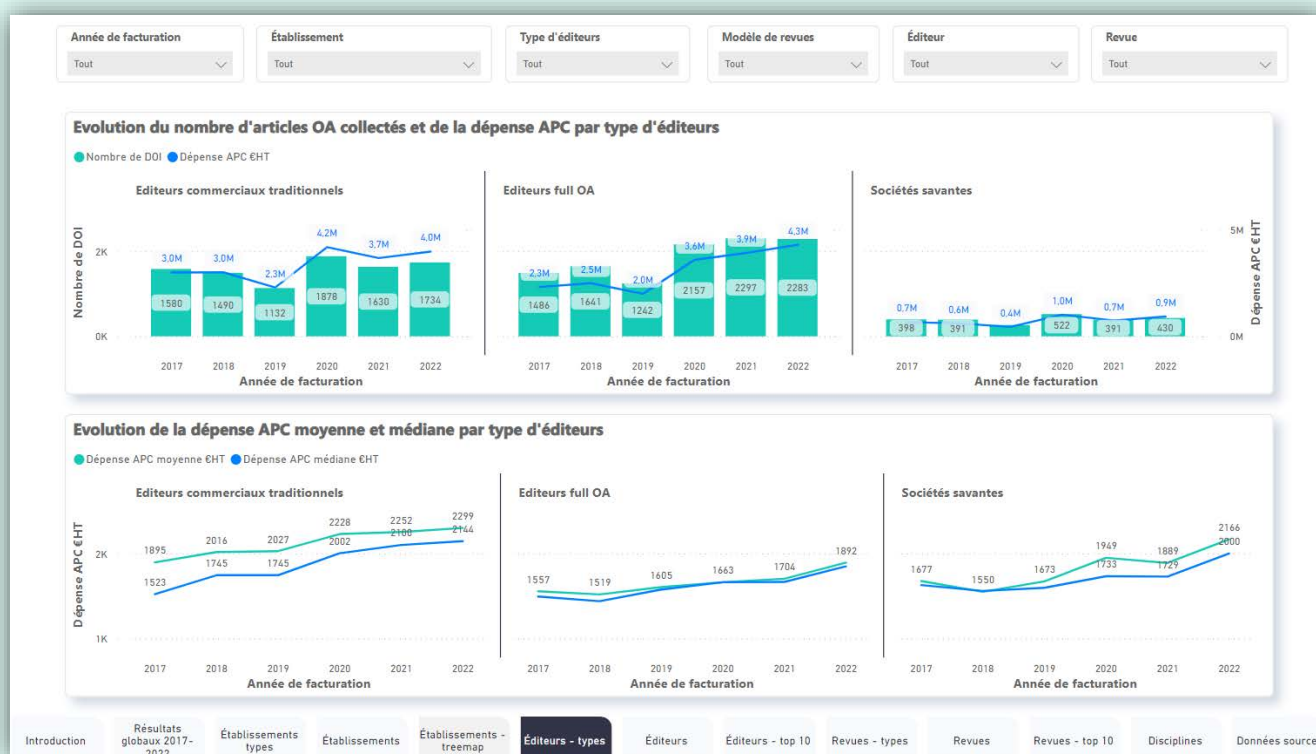 Année de facturation
Tout
Établissement
Tout
Type d'éditeurs
Tout
Modèle de revues
Tout
Éditeur
Tout
Revue
Tout
Evolution du nombre d'articles OA collectés et de la dépense APC par type d'éditeurs
Nombre de DOI Dépense APC €HT
Nombre de DOI
2K
0K
Editeurs commerciaux traditionnels
3,0M 3,0M 2,3M 4,2M 3,7M 4,0M
1580 1490 1132 1878 1630 1734
2017 2018 2019 2020 2021 2022
Année de facturation
Editeurs full OA
2,3M 2,5M 2,0M 3,6M 3,9M 4,3M
1486 1641 1242 2157 2297 2283
2017 2018 2019 2020 2021 2022
Année de facturation
Sociétés savantes
0,7M 0,6M 0,4M 1,0M 0,7M 0,9M
398 391 522 391 430
2017 2018 2019 2020 2021 2022
Année de facturation
5M
0M
Dépense APC €HT
Evolution de la dépense APC moyenne et médiane par type d'éditeurs
Dépense APC moyenne €HT Dépense APC médiane €HT
Dépense APC €HT
2K
1K
Editeurs commerciaux traditionnels
1895 2016 2027 2228 2252 2299
1523 1745 1745 2002 2100 2144
2017 2018 2019 2020 2021 2022
Année de facturation
Editeurs full OA
1557 1519 1605 1663 1704 1892
2017 2018 2019 2020 2021 2022
Année de facturation
Sociétés savantes
1677 1550 1673 1949 1889 2166
1733 1729 2000
2017 2018 2019 2020 2021 2022
Année de facturation
Introduction
Résultats
globaux 2017-
2022
Établissements
types
Établissements
Établissements -
treemap
Éditeurs - types
Éditeurs
Éditeurs - top 10
Revues - types
Revues
Revues - top 10
Disciplines
Données sourc